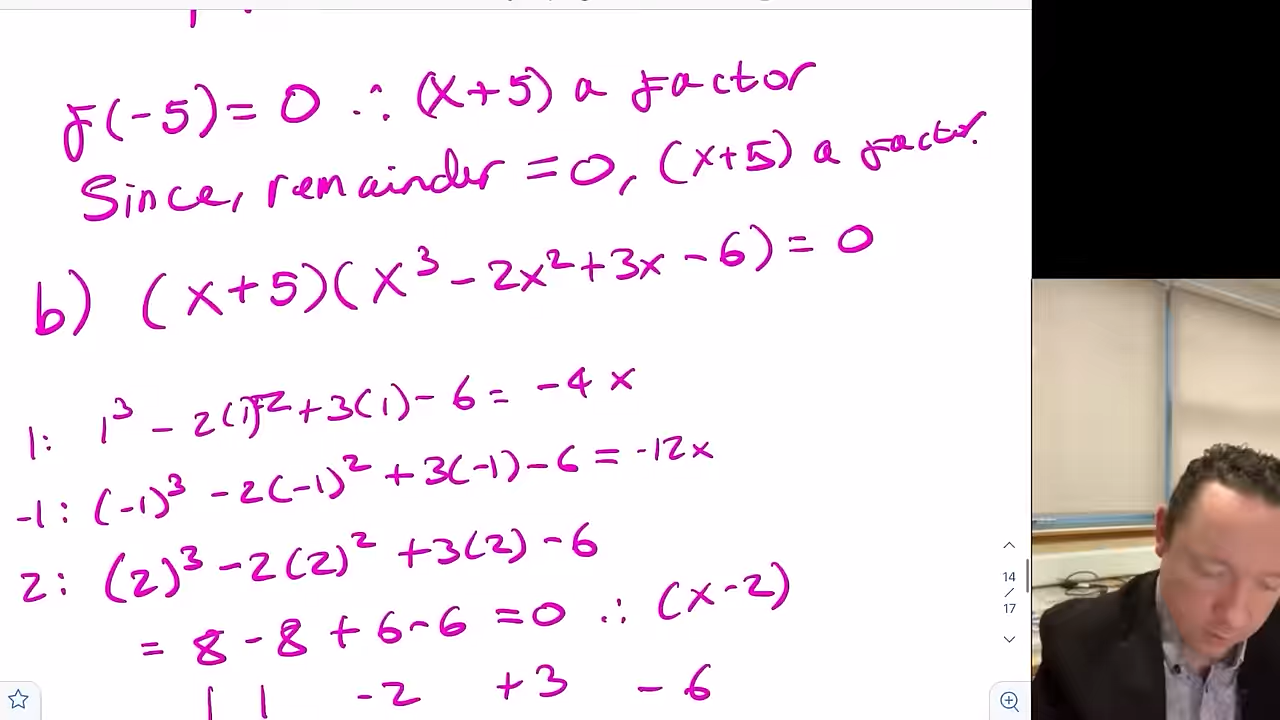 f(-5) = 0 ∴ (x+5) a factor
Since, remainder = 0, (x+5) a factor.
b) (x+5)(x³ - 2x² + 3x - 6) = 0
1: 1³ - 2(1)² + 3(1) - 6 = -4 x
-1: (-1)³ - 2(-1)² + 3(-1) - 6 = -12 x
2: (2)³ - 2(2)² + 3(2) - 6
= 8 - 8 + 6 - 6 = 0 ∴ (x-2)
1 -2 +3 -6
14
/
17